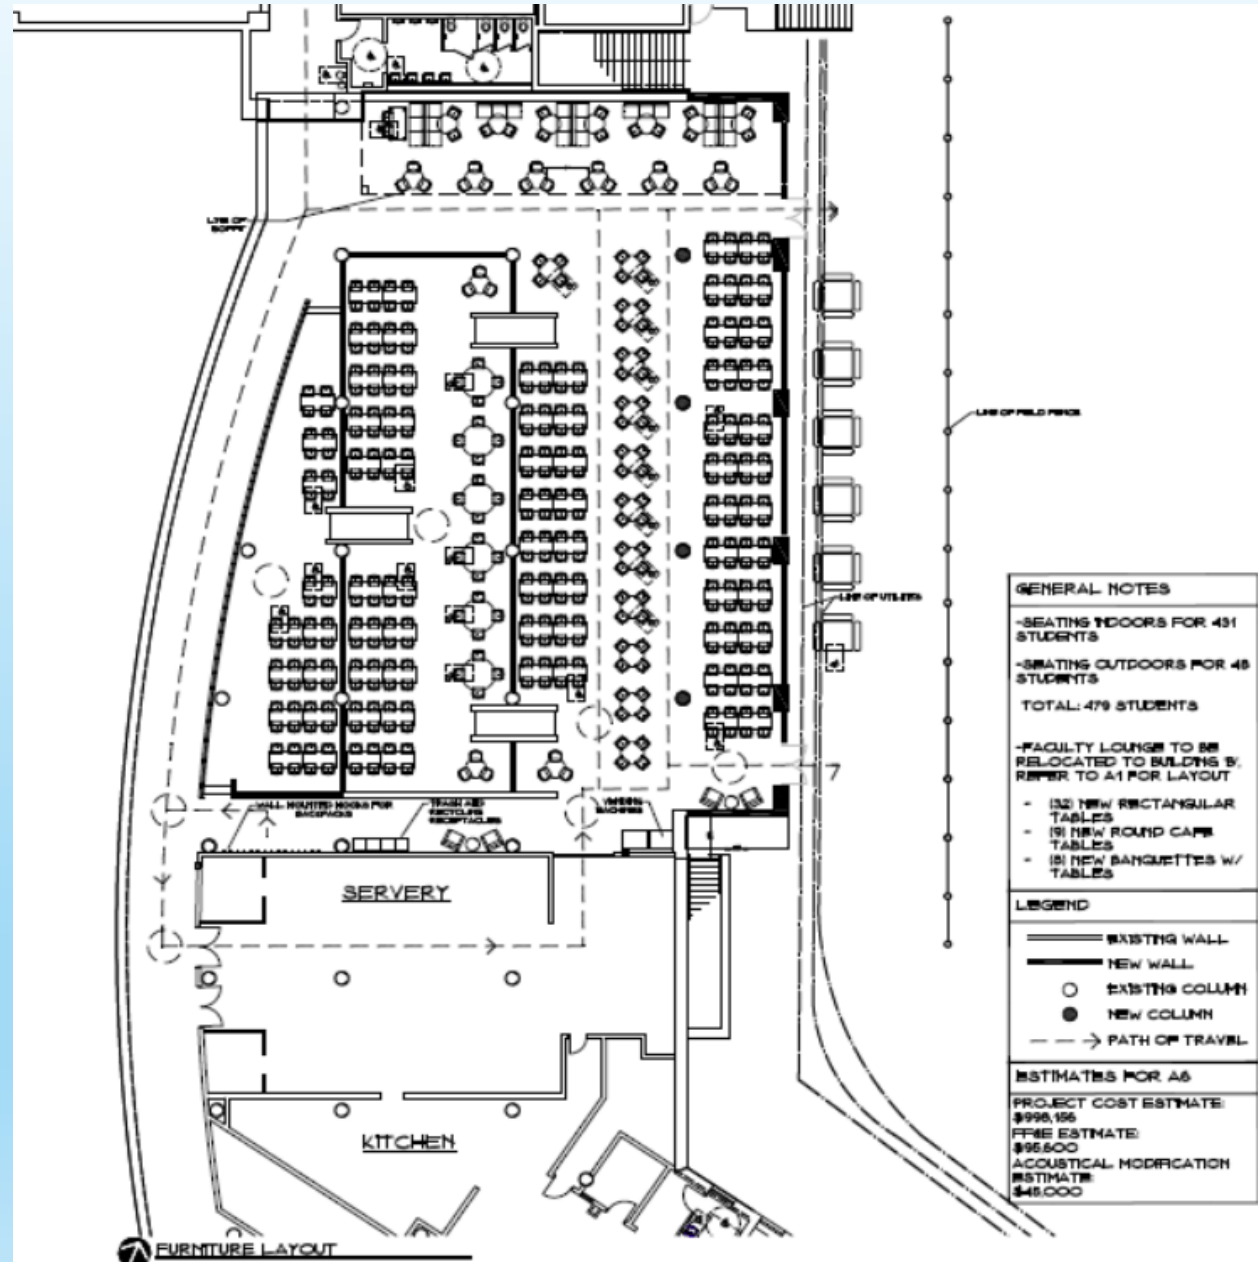 LINE OF
SOFFIT
LINE OF FIELD FENCE
LINE OF UTILITIES
WALL MOUNTED HOOKS FOR
BACKPACKS
TRASH AND
RECYCLING
RECEPTACLES
VENDING
MACHINES
SERVERY
KITCHEN
FURNITURE LAYOUT
GENERAL NOTES
-SEATING INDOORS FOR 431
STUDENTS
-SEATING OUTDOORS FOR 48
STUDENTS
TOTAL: 479 STUDENTS
-FACULTY LOUNGE TO BE
RELOCATED TO BUILDING 'B'.
REFER TO A1 FOR LAYOUT
- (32) NEW RECTANGULAR
TABLES
- (9) NEW ROUND CAFE
TABLES
- NEW BANQUETTES W/
TABLES
LEGEND
EXISTING WALL
NEW WALL
EXISTING COLUMN
NEW COLUMN
PATH OF TRAVEL
ESTIMATES FOR
PROJECT COST ESTIMATE:
FF&E ESTIMATE:
$95,600
ACOUSTICAL MODIFICATION
ESTIMATE:
$45,000